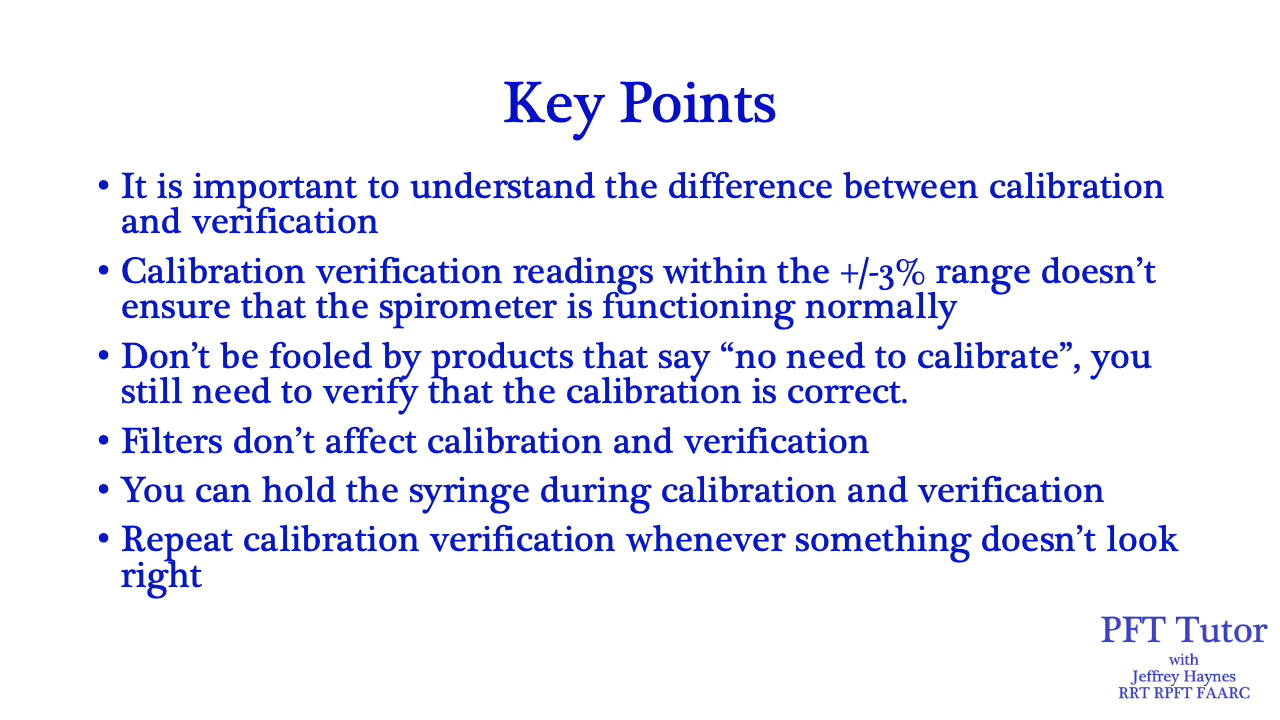 Key Points
• It is important to understand the difference between calibration
and verification
• Calibration verification readings within the +/-3% range doesn’t
ensure that the spirometer is functioning normally
• Don’t be fooled by products that say “no need to calibrate”, you
still need to verify that the calibration is correct.
• Filters don’t affect calibration and verification
• You can hold the syringe during calibration and verification
• Repeat calibration verification whenever something doesn’t look
right
PFT Tutor
with
Jeffrey Haynes
RRT RPFT FAARC